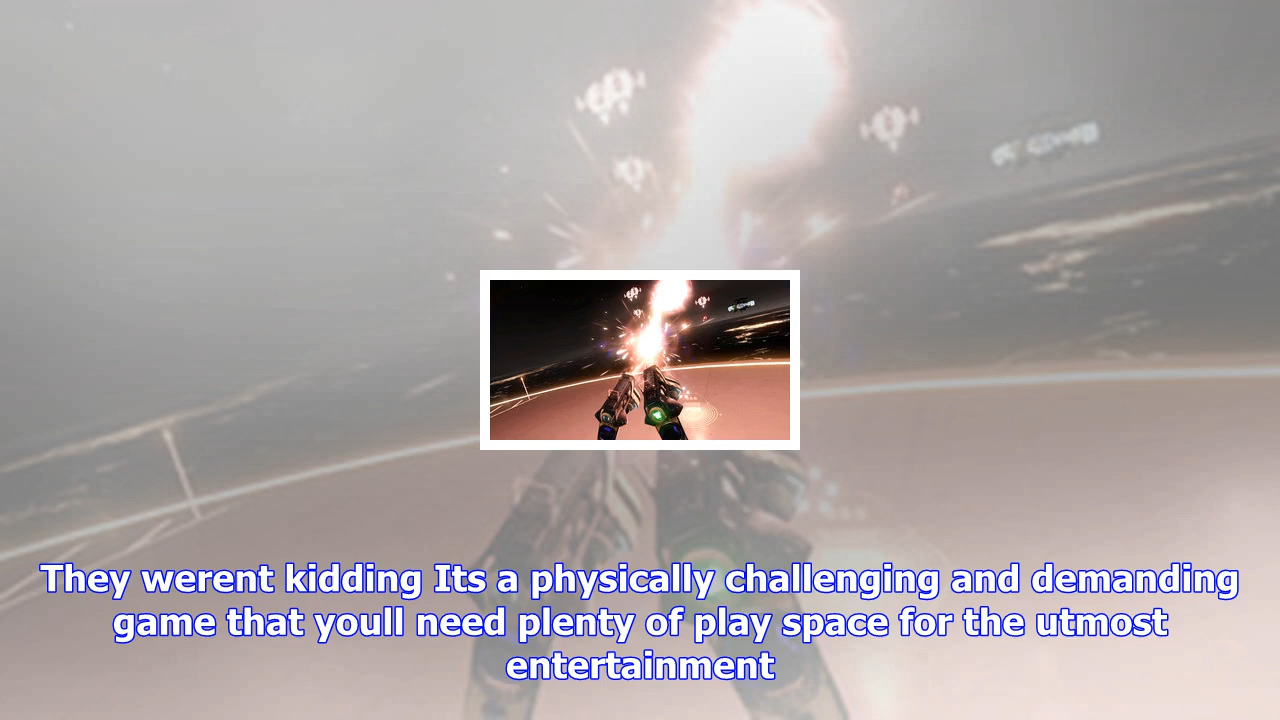 They werent kidding Its a physically challenging and demanding
game that youll need plenty of play space for the utmost
entertainment